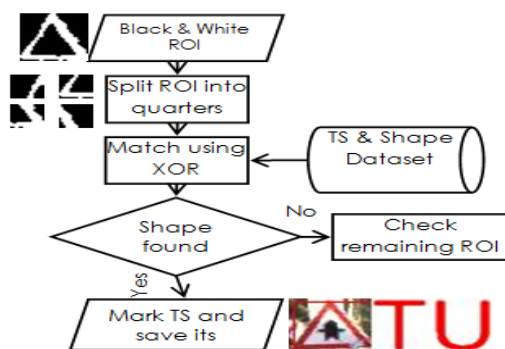 Black & White
ROI
Split ROI into
quarters
Match using
XOR
TS & Shape
Dataset
Shape
found
No
Check
remaining ROI
Yes
Mark TS and
save its
TU